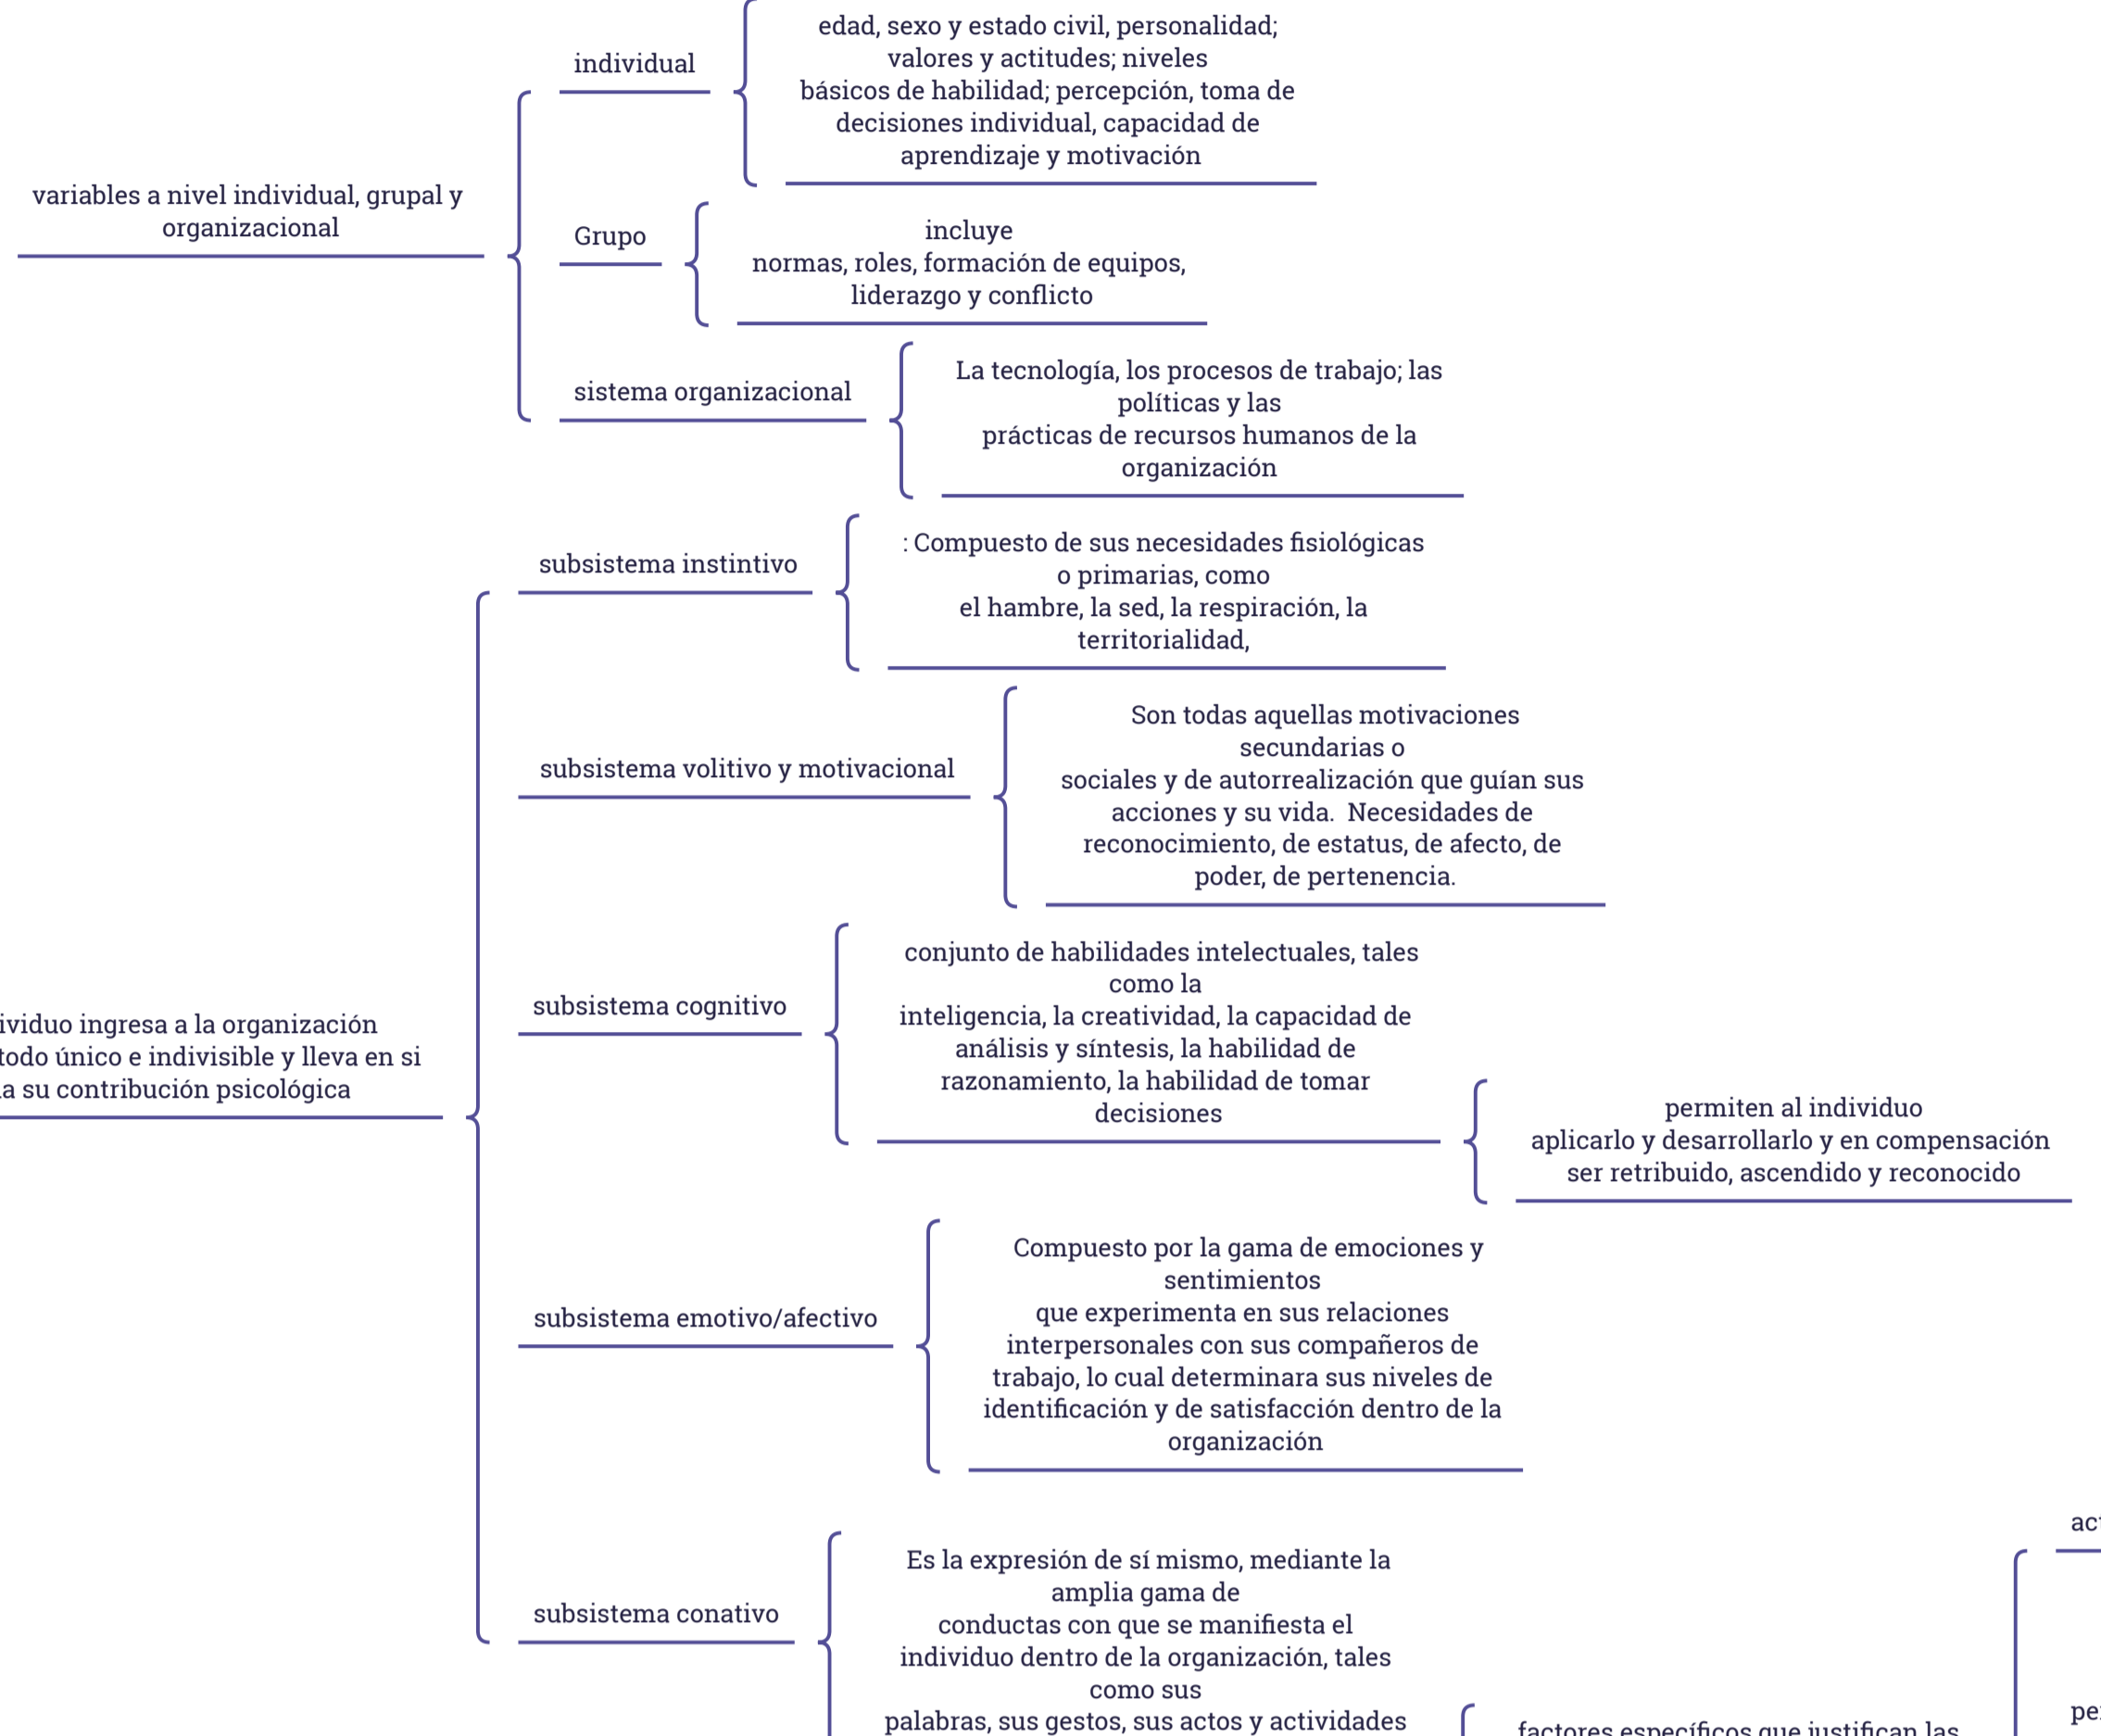 variables a nivel individual, grupal y
organizacional
individual
edad, sexo y estado civil, personalidad;
valores y actitudes; niveles
básicos de habilidad; percepción, toma de
decisiones individual, capacidad de
aprendizaje y motivación
Grupo
incluye
normas, roles, formación de equipos,
liderazgo y conflicto
sistema organizacional
La tecnología, los procesos de trabajo; las
políticas y las
prácticas de recursos humanos de la
organización
ingresa a la organización
todo único e indivisible y lleva en si
su contribución psicológica
subsistema instintivo
: Compuesto de sus necesidades fisiológicas
o primarias, como
el hambre, la sed, la respiración, la
territorialidad,
subsistema volitivo y motivacional
Son todas aquellas motivaciones
secundarias o
sociales y de autorrealización que guían sus
acciones y su vida.  Necesidades de
reconocimiento, de estatus, de afecto, de
poder, de pertenencia.
subsistema cognitivo
conjunto de habilidades intelectuales, tales
como la
inteligencia, la creatividad, la capacidad de
análisis y síntesis, la habilidad de
razonamiento, la habilidad de tomar
decisiones
permiten al individuo
aplicarlo y desarrollarlo y en compensación
ser retribuido, ascendido y reconocido
subsistema emotivo/afectivo
Compuesto por la gama de emociones y
sentimientos
que experimenta en sus relaciones
interpersonales con sus compañeros de
trabajo, lo cual determinara sus niveles de
identificación y de satisfacción dentro de la
organización
subsistema conativo
Es la expresión de sí mismo, mediante la
amplia gama de
conductas con que se manifiesta el
individuo dentro de la organización, tales
como sus
palabras, sus gestos, sus actos y actividades
factores específicos que justifican las